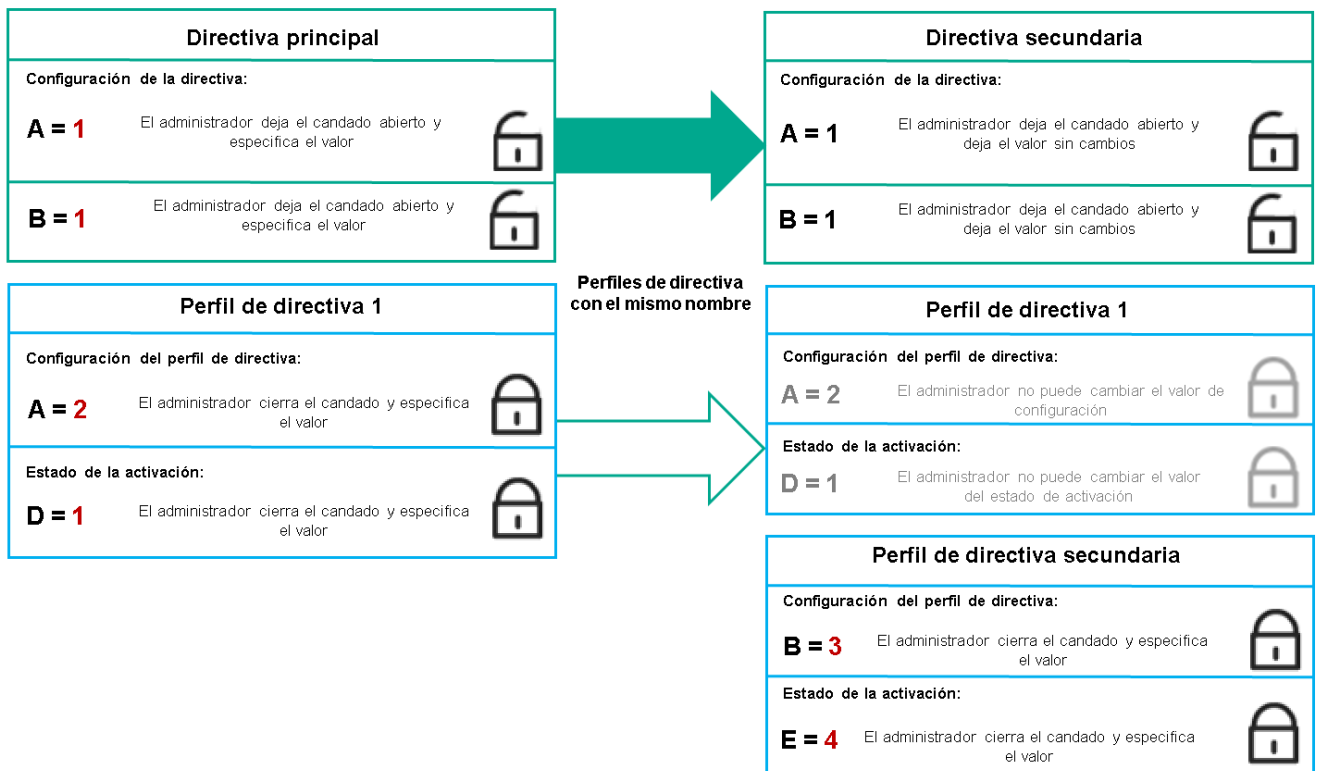 Directiva principal
Configuración de la directiva:
A = 1
El administrador deja el candado abierto y
especifica el valor
B = 1
El administrador deja el candado abierto y
especifica el valor
Directiva secundaria
Configuración de la directiva:
A = 1
El administrador deja el candado abierto y
deja el valor sin cambios
B = 1
El administrador deja el candado abierto y
deja el valor sin cambios
Perfiles de directiva
con el mismo nombre
Perfil de directiva 1
Configuración del perfil de directiva:
A = 2
El administrador cierra el candado y especifica
el valor
Estado de la activación:
D = 1
El administrador cierra el candado y especifica
el valor
Perfil de directiva 1
Configuración del perfil de directiva:
A = 2
El administrador no puede cambiar el valor de
configuración
Estado de la activación:
D = 1
El administrador no puede cambiar el valor
del estado de activación
Perfil de directiva secundaria
Configuración del perfil de directiva:
B = 3
El administrador cierra el candado y especifica
el valor
Estado de la activación:
E = 4
El administrador cierra el candado y especifica
el valor